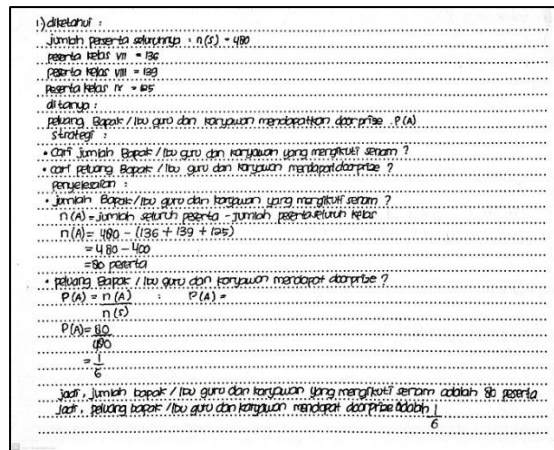 1) diketahui :
jumlah peserta seluruhnya : n(s) = 480
peserta kelas VII = 136
peserta kelas VIII = 139
peserta kelas IX = 125
ditanya :
peluang Bapak / Ibu guru dan karyawan mendapatkan doorprize . P(A)
strategi :
• cari jumlah Bapak / Ibu guru dan karyawan yang mengikuti senam ?
• cari peluang Bapak / Ibu guru dan karyawan mendapat doorprize ?
penyelesaian :
• jumlah Bapak / Ibu guru dan karyawan yang mengikuti senam ?
n(A) = jumlah seluruh peserta - jumlah peserta seluruh kelas
n(A) = 480 - (136 + 139 + 125)
= 480 - 400
= 80 peserta
• peluang Bapak / Ibu guru dan karyawan mendapat doorprize ?
P(A) = n(A) : P(A) =
n(s)
P(A) = 80
480
= 1
6
jadi, jumlah bapak / Ibu guru dan karyawan yang mengikuti senam adalah 80 peserta
jadi, peluang bapak / Ibu guru dan karyawan mendapat doorprize adalah 1
6